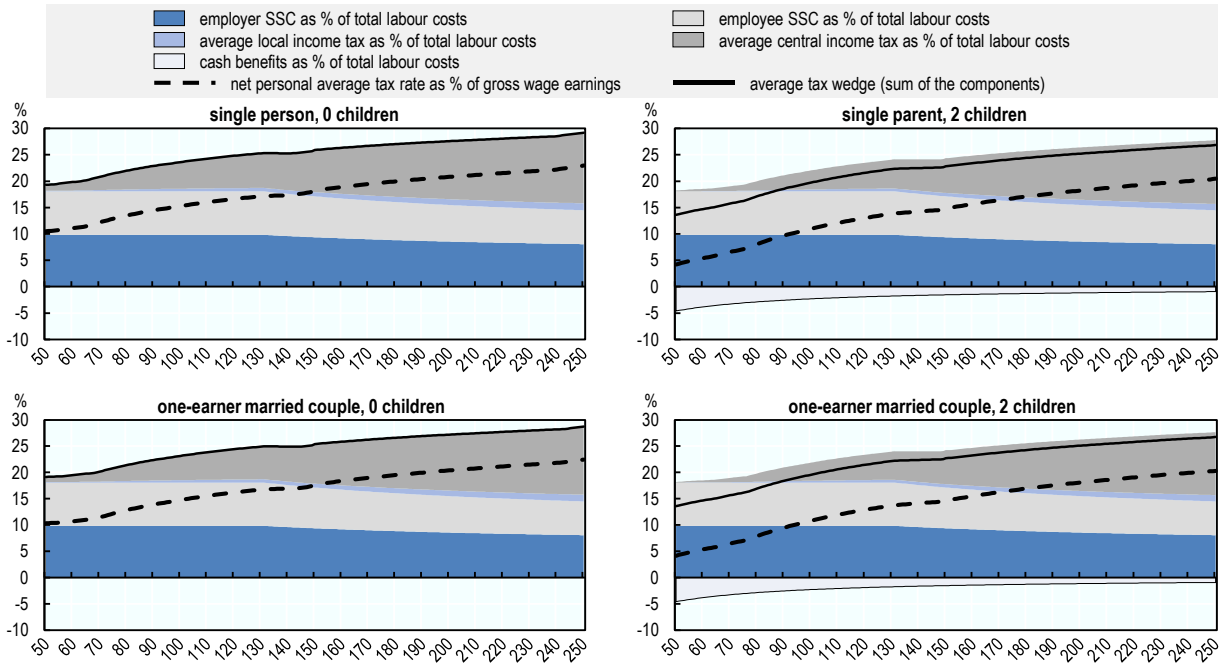 employer SSC as % of total labour costs
employee SSC as % of total labour costs
average local income tax as % of total labour costs
average central income tax as % of total labour costs
cash benefits as % of total labour costs
net personal average tax rate as % of gross wage earnings
average tax wedge (sum of the components)
%
single person, 0 children
30
25
20
15
10
5
0
-5
-10
50 60 70 80 90 100 110 120 130 140 150 160 170 180 190 200 210 220 230 240 250
%
single parent, 2 children
30
25
20
15
10
5
0
-5
-10
50 60 70 80 90 100 110 120 130 140 150 160 170 180 190 200 210 220 230 240 250
%
one-earner married couple, 0 children
30
25
20
15
10
5
0
-5
-10
50 60 70 80 90 100 110 120 130 140 150 160 170 180 190 200 210 220 230 240 250
%
one-earner married couple, 2 children
30
25
20
15
10
5
0
-5
-10
50 60 70 80 90 100 110 120 130 140 150 160 170 180 190 200 210 220 230 240 250